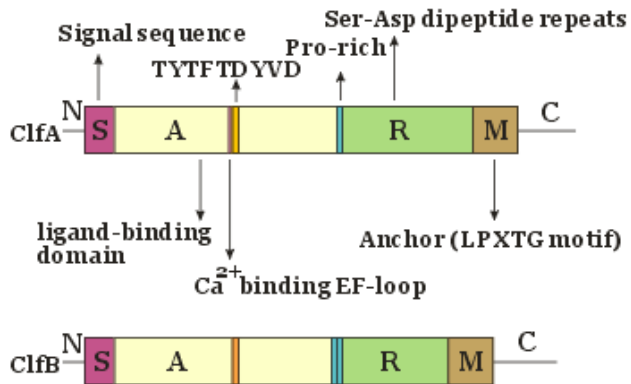 Ser-Asp dipeptide repeats
Signal sequence
Pro-rich
TYTFTDYVD
N
C
ClfA
S
A
R
M
ligand-binding
domain
Anchor (LPXTG motif)
Ca2+ binding EF-loop
N
C
ClfB
S
A
R
M